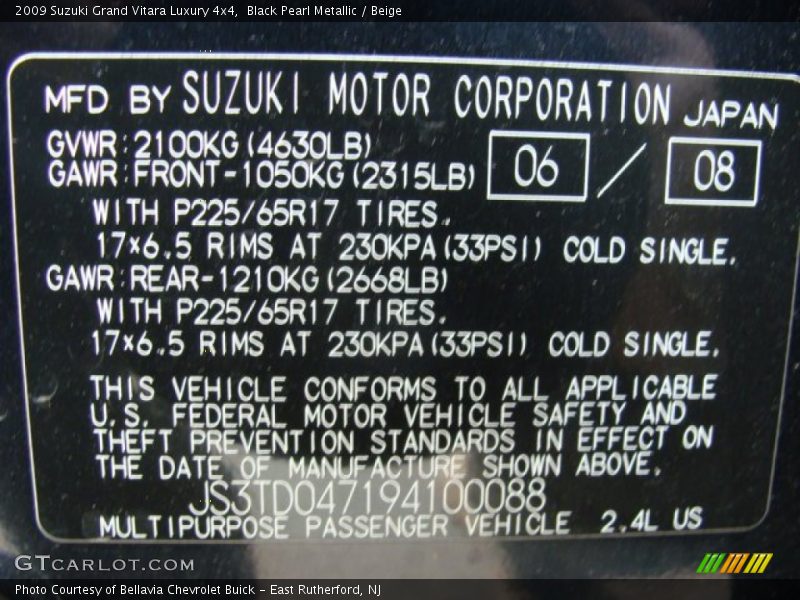 2009 Suzuki Grand Vitara Luxury 4x4,  Black Pearl Metallic / Beige
MFD BY SUZUKI MOTOR CORPORATION JAPAN
GVWR:2100KG(4630LB)
GAWR:FRONT-1050KG(2315LB) 06 / 08
WITH P225/65R17 TIRES.
17×6.5 RIMS AT 230KPA(33PSI) COLD SINGLE.
GAWR:REAR-1210KG(2668LB)
WITH P225/65R17 TIRES.
17×6.5 RIMS AT 230KPA(33PSI) COLD SINGLE.
THIS VEHICLE CONFORMS TO ALL APPLICABLE
U.S. FEDERAL MOTOR VEHICLE SAFETY AND
THEFT PREVENTION STANDARDS IN EFFECT ON
THE DATE OF MANUFACTURE SHOWN ABOVE.
JS3TD047194100088
MULTIPURPOSE PASSENGER VEHICLE 2.4L US
GTCARLOT.COM
Photo Courtesy of Bellavia Chevrolet Buick - East Rutherford, NJ